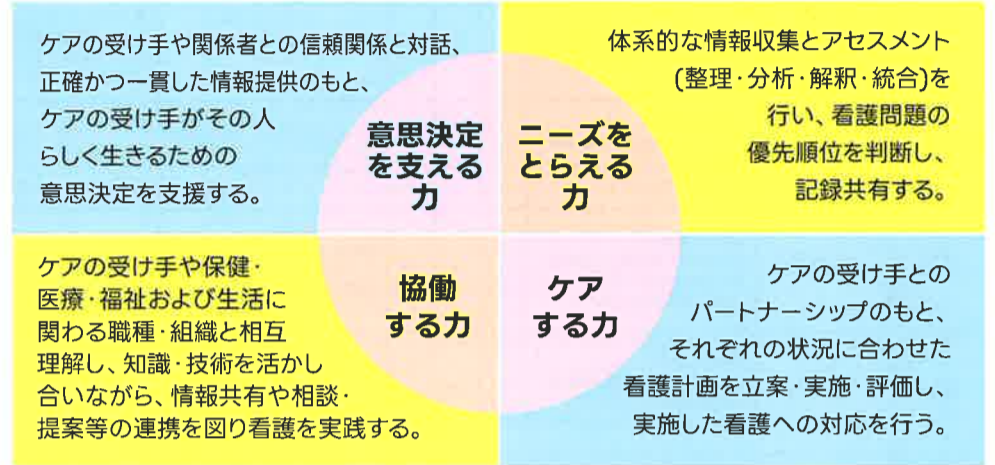 ケアの受け手や関係者との信頼関係と対話、
正確かつ一貫した情報提供のもと、
ケアの受け手がその人
らしく生きるための
意思決定を支援する。
意思決定
を支える
力
ニーズを
とらえる
力
体系的な情報収集とアセスメント
(整理・分析・解釈・統合)を
行い、看護問題の
優先順位を判断し、
記録共有する。
ケアの受け手や保健・
医療・福祉および生活に
関わる職種・組織と相互
理解し、知識・技術を活かし
合いながら、情報共有や相談・
提案等の連携を図り看護を実践する。
協働
する力
ケア
する力
ケアの受け手との
パートナーシップのもと、
それぞれの状況に合わせた
看護計画を立案・実施・評価し、
実施した看護への対応を行う。